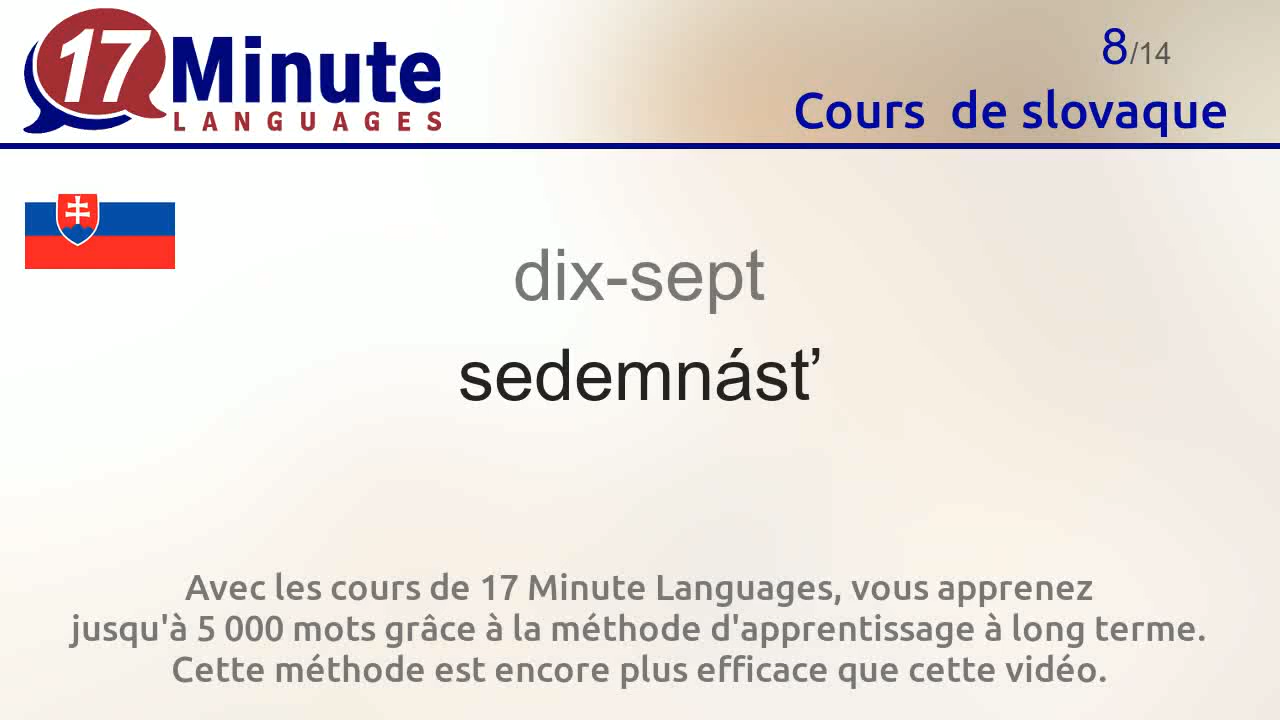 17 Minute
LANGUAGES
8/14
Cours de slovaque
dix-sept
sedemnásť
Avec les cours de 17 Minute Languages, vous apprenez
jusqu'à 5 000 mots grâce à la méthode d'apprentissage à long terme.
Cette méthode est encore plus efficace que cette vidéo.